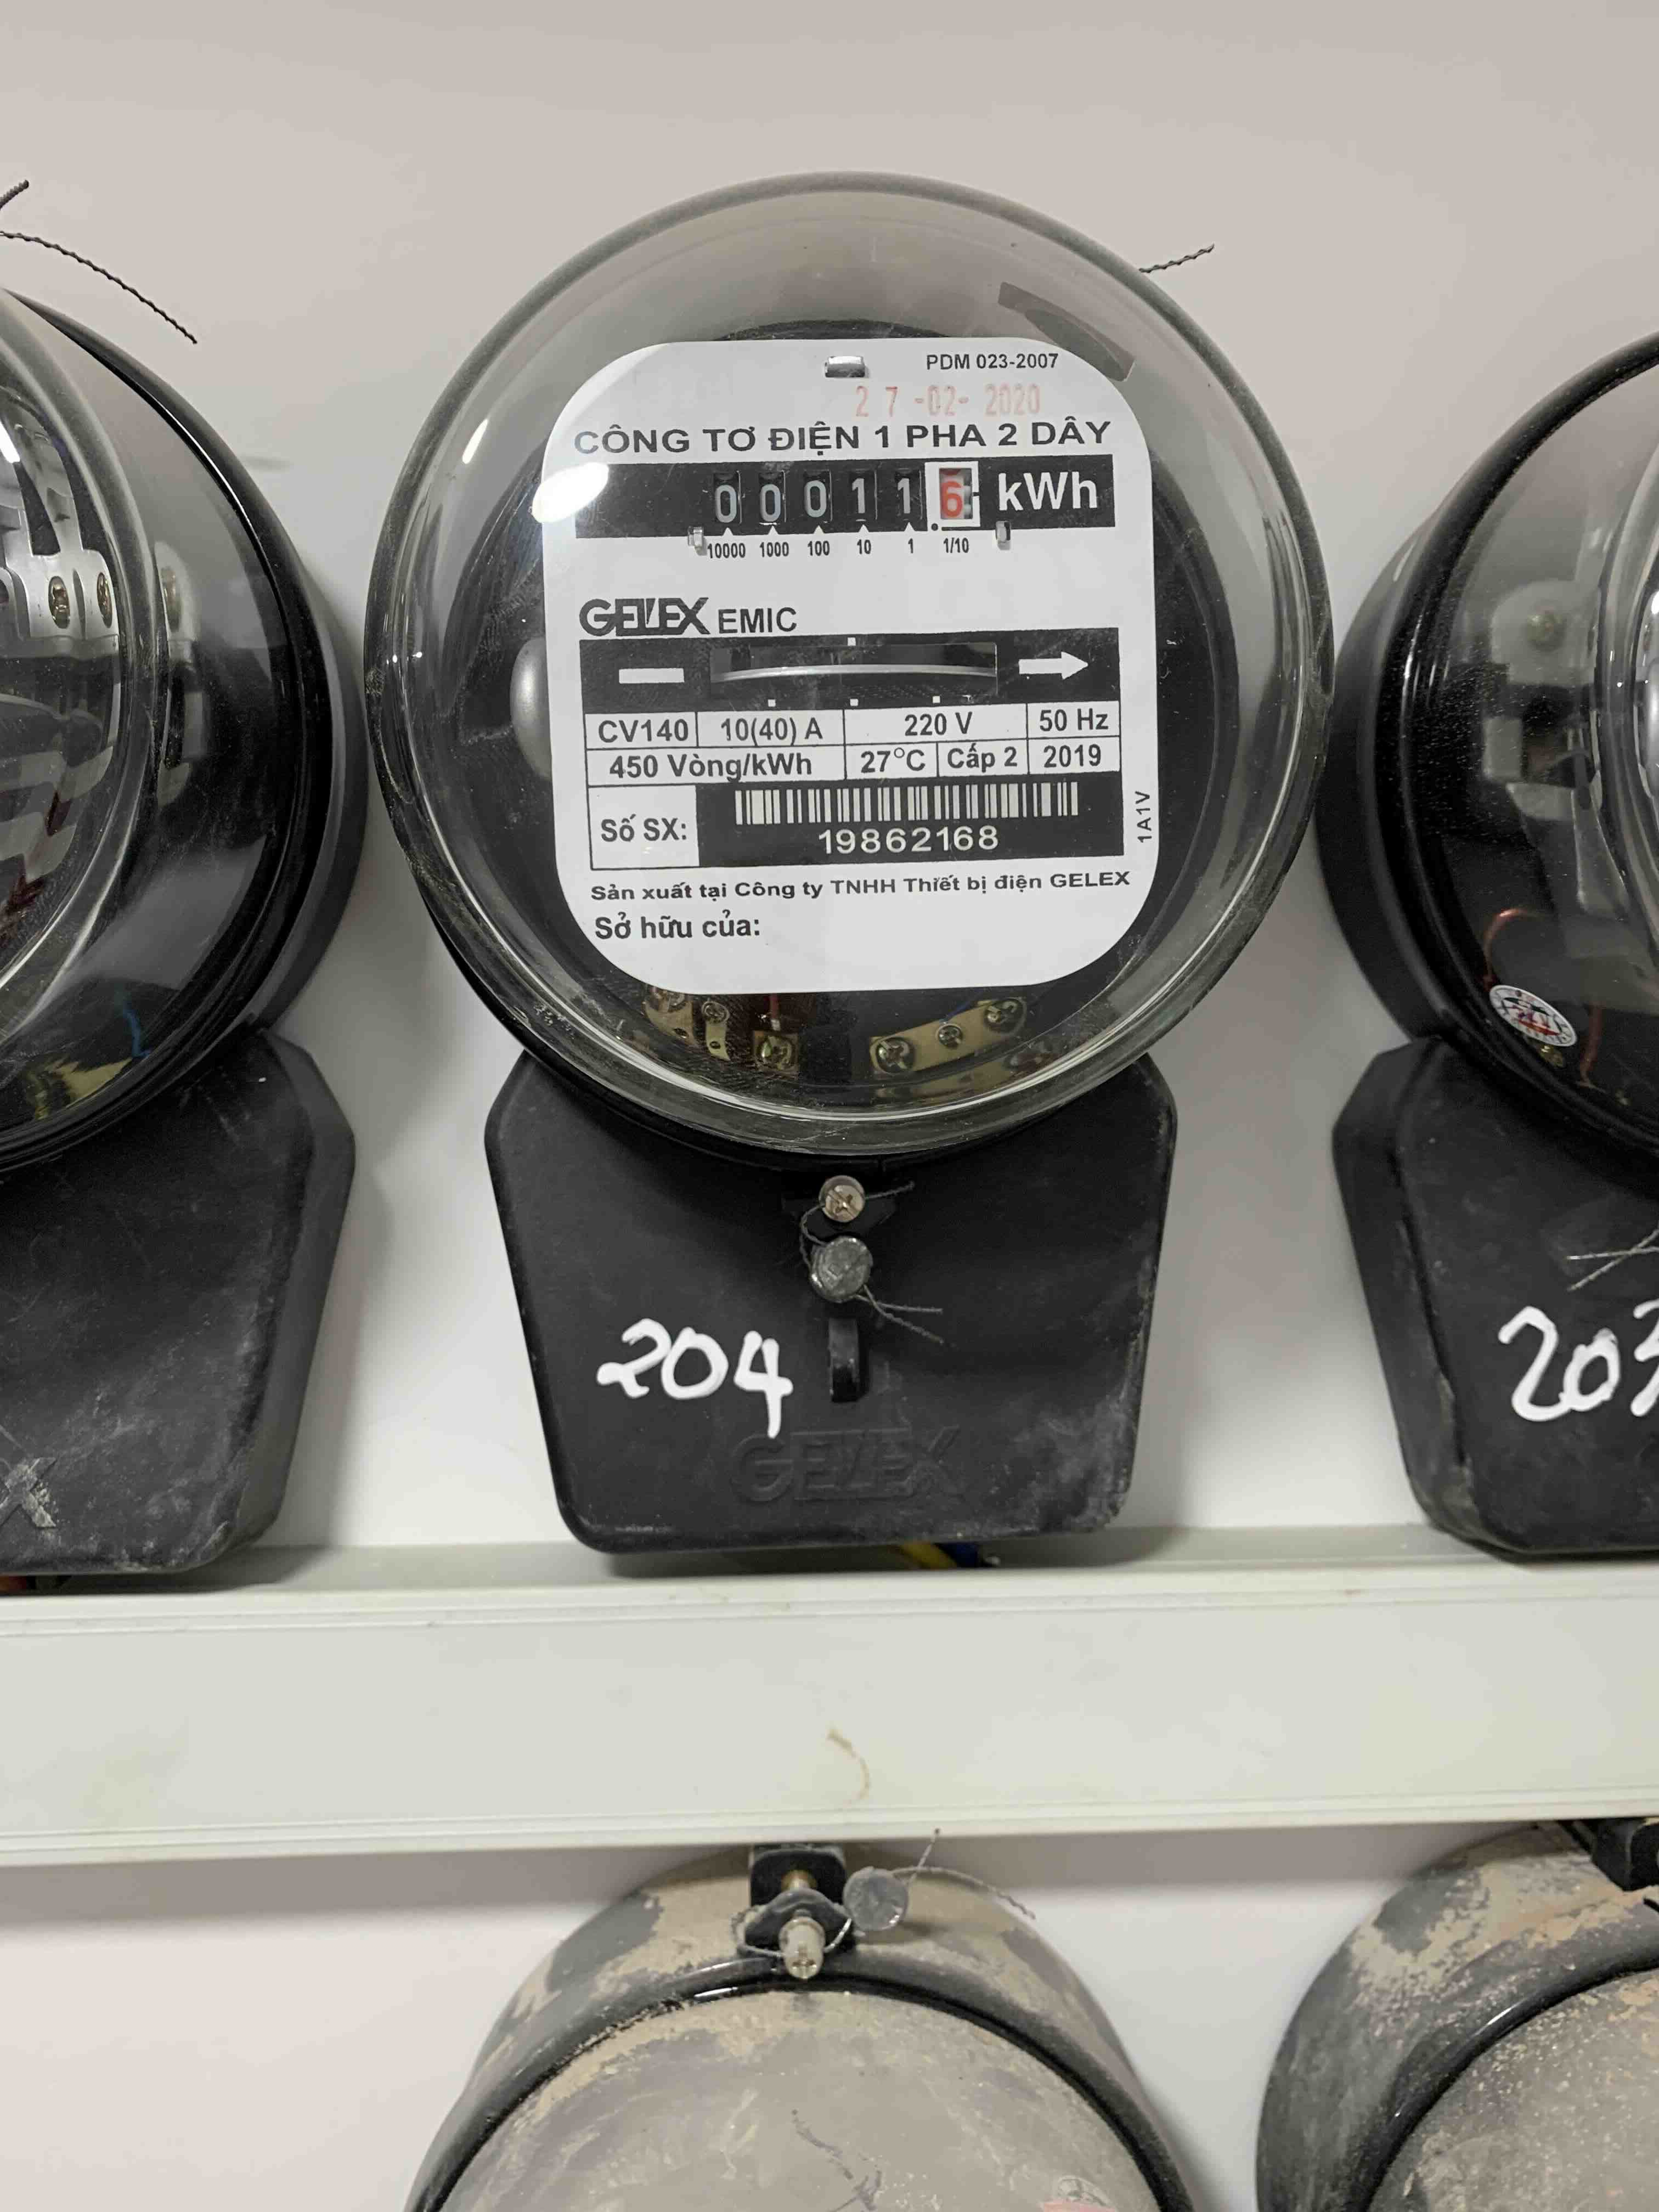 PDM 023-2007
27-02-2020
CÔNG TƠ ĐIỆN 1 PHA 2 DÂY
0 0 0 1 1 6 kWh
10000 1000 100 10 1 1/10
GELEX EMIC
CV140 10(40) A 220 V 50 Hz
450 Vòng/kWh 27°C Cấp 2 2019
Số SX: 19862168
1A1V
Sản xuất tại Công ty TNHH Thiết bị điện GELEX
Sở hữu của:
204
203
GELEX
X